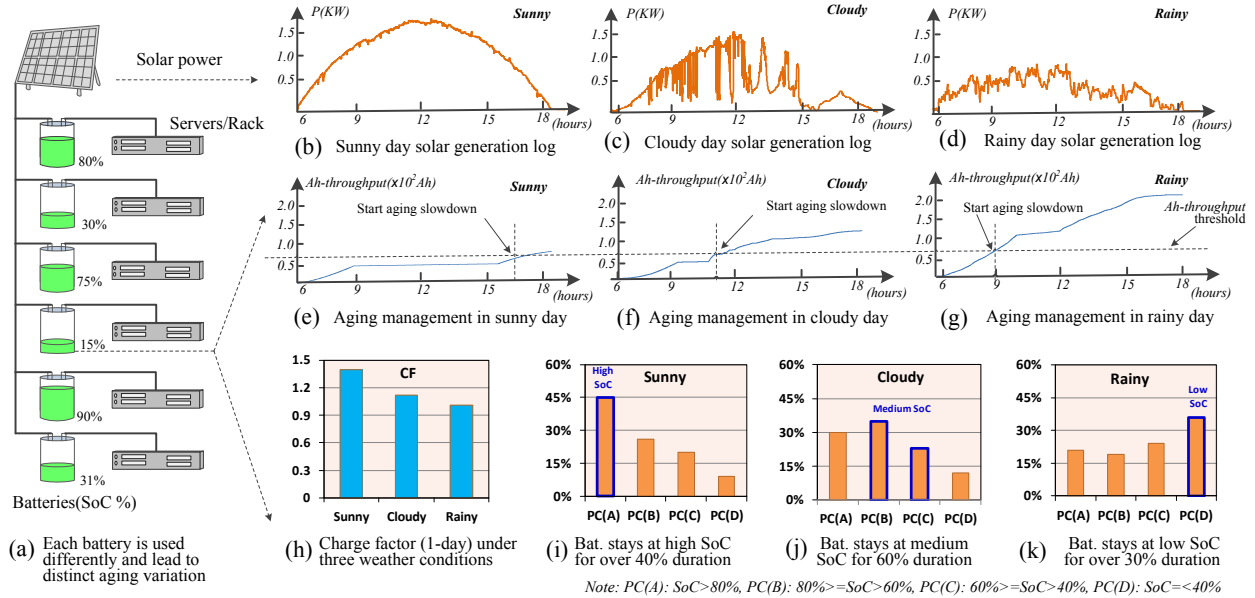 Solar power
Servers/Rack
80%
30%
75%
15%
90%
31%
Batteries(SoC %)
(a) Each battery is used
differently and lead to
distinct aging variation
P(KW)
Sunny
1.5
1.0
0.5
6 9 12 15 18
(hours)
(b) Sunny day solar generation log
P(KW)
Cloudy
1.5
1.0
0.5
6 9 12 15 18
(hours)
(c) Cloudy day solar generation log
P(KW)
Rainy
1.5
1.0
0.5
6 9 12 15 18
(hours)
(d) Rainy day solar generation log
Ah-throughput(x10²Ah)
Sunny
2.0
Start aging slowdown
1.0
0.5
6 9 12 15 18
(hours)
(e) Aging management in sunny day
Ah-throughput(x10²Ah)
Cloudy
2.0
Start aging slowdown
1.0
0.5
6 9 12 15 18
(hours)
(f) Aging management in cloudy day
Ah-throughput(x10²Ah)
Rainy
2.0
Start aging slowdown
Ah-throughput
threshold
1.0
0.5
6 9 12 15 18
(hours)
(g) Aging management in rainy day
CF
1.5
1.2
0.9
0.6
0.3
0
Sunny Cloudy Rainy
(h) Charge factor (1-day) under
three weather conditions
60%
High
SoC
Sunny
45%
30%
15%
0%
PC(A) PC(B) PC(C) PC(D)
(i) Bat. stays at high SoC
for over 40% duration
60%
Cloudy
45%
Medium SoC
30%
15%
0%
PC(A) PC(B) PC(C) PC(D)
(j) Bat. stays at medium
SoC for 60% duration
60%
Rainy
45%
Low
SoC
30%
15%
0%
PC(A) PC(B) PC(C) PC(D)
(k) Bat. stays at low SoC
for over 30% duration
Note: PC(A): SoC>80%, PC(B): 80%>=SoC>60%, PC(C): 60%>=SoC>40%, PC(D): SoC=<40%